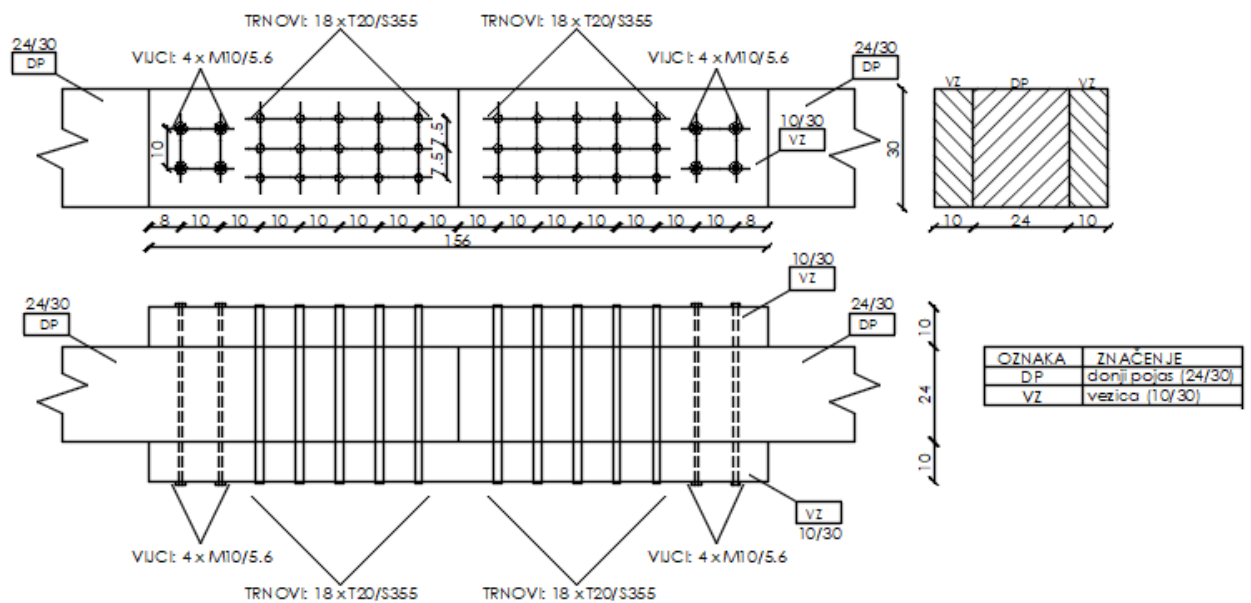 TRNOVI: 18 x T20/S355 TRNOVI: 18 x T20/S355
24/30 DP
VIJCI: 4 x M10/5.6 VIJCI: 4 x M10/5.6
24/30 DP
VZ DP VZ
10
7.5
7.5
10/30 VZ
30
8 10 10 10 10 10 10 10 10 10 10 10 10 10 10 8
156
10 24 10
24/30 DP
10/30 VZ
24/30 DP
10
24
10
OZNAKA ZNAČENJE
DP donji pojas (24/30)
VZ vezica (10/30)
VZ 10/30
VIJCI: 4 x M10/5.6 VIJCI: 4 x M10/5.6
TRNOVI: 18 x T20/S355 TRNOVI: 18 x T20/S355